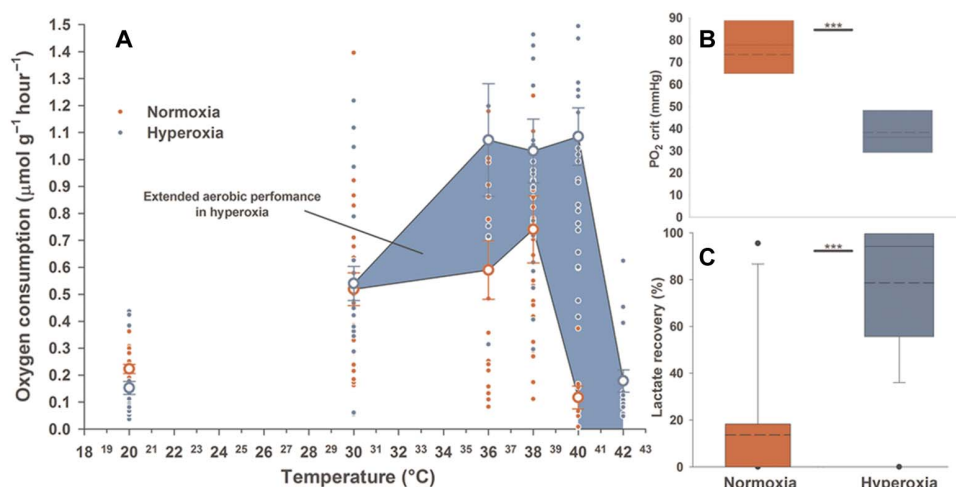 A
Oxygen consumption (μmol g⁻¹ hour⁻¹)
1.5
1.4
1.3
1.2
1.1
1.0
0.9
0.8
0.7
0.6
0.5
0.4
0.3
0.2
0.1
0.0
Normoxia
Hyperoxia
Extended aerobic perfomance
in hyperoxia
18 19 20 21 22 23 24 25 26 27 28 29 30 31 32 33 34 35 36 37 38 39 40 41 42 43
Temperature (°C)
B
PO₂ crit (mmHg)
90
80
70
60
50
40
30
20
10
0
***
C
Lactate recovery (%)
100
80
60
40
20
0
***
Normoxia Hyperoxia